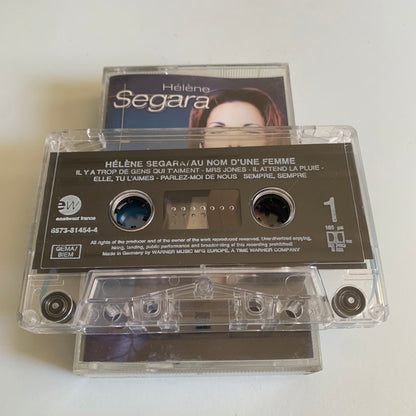 Hélène
Segara
HÉLÈNE SEGARA/AU NOM D'UNE FEMME
IL Y A TROP DE GENS QUI T'AIMENT - MRS JONES - IL ATTEND LA PLUIE -
ELLE, TU L'AIMES - PARLEZ-MOI DE NOUS SEMPRE, SEMPRE
ew
eastwest france
8573-81454-4
GEMA/
BIEM
1
All rights of the producer and of the owner of the work reproduced reserved. Unauthorized copying,
hiring, lending, public performance and broadcasting of this recording prohibited!
Made in Germany by WARNER MUSIC MFG EUROPE, A TIME WARNER COMPANY